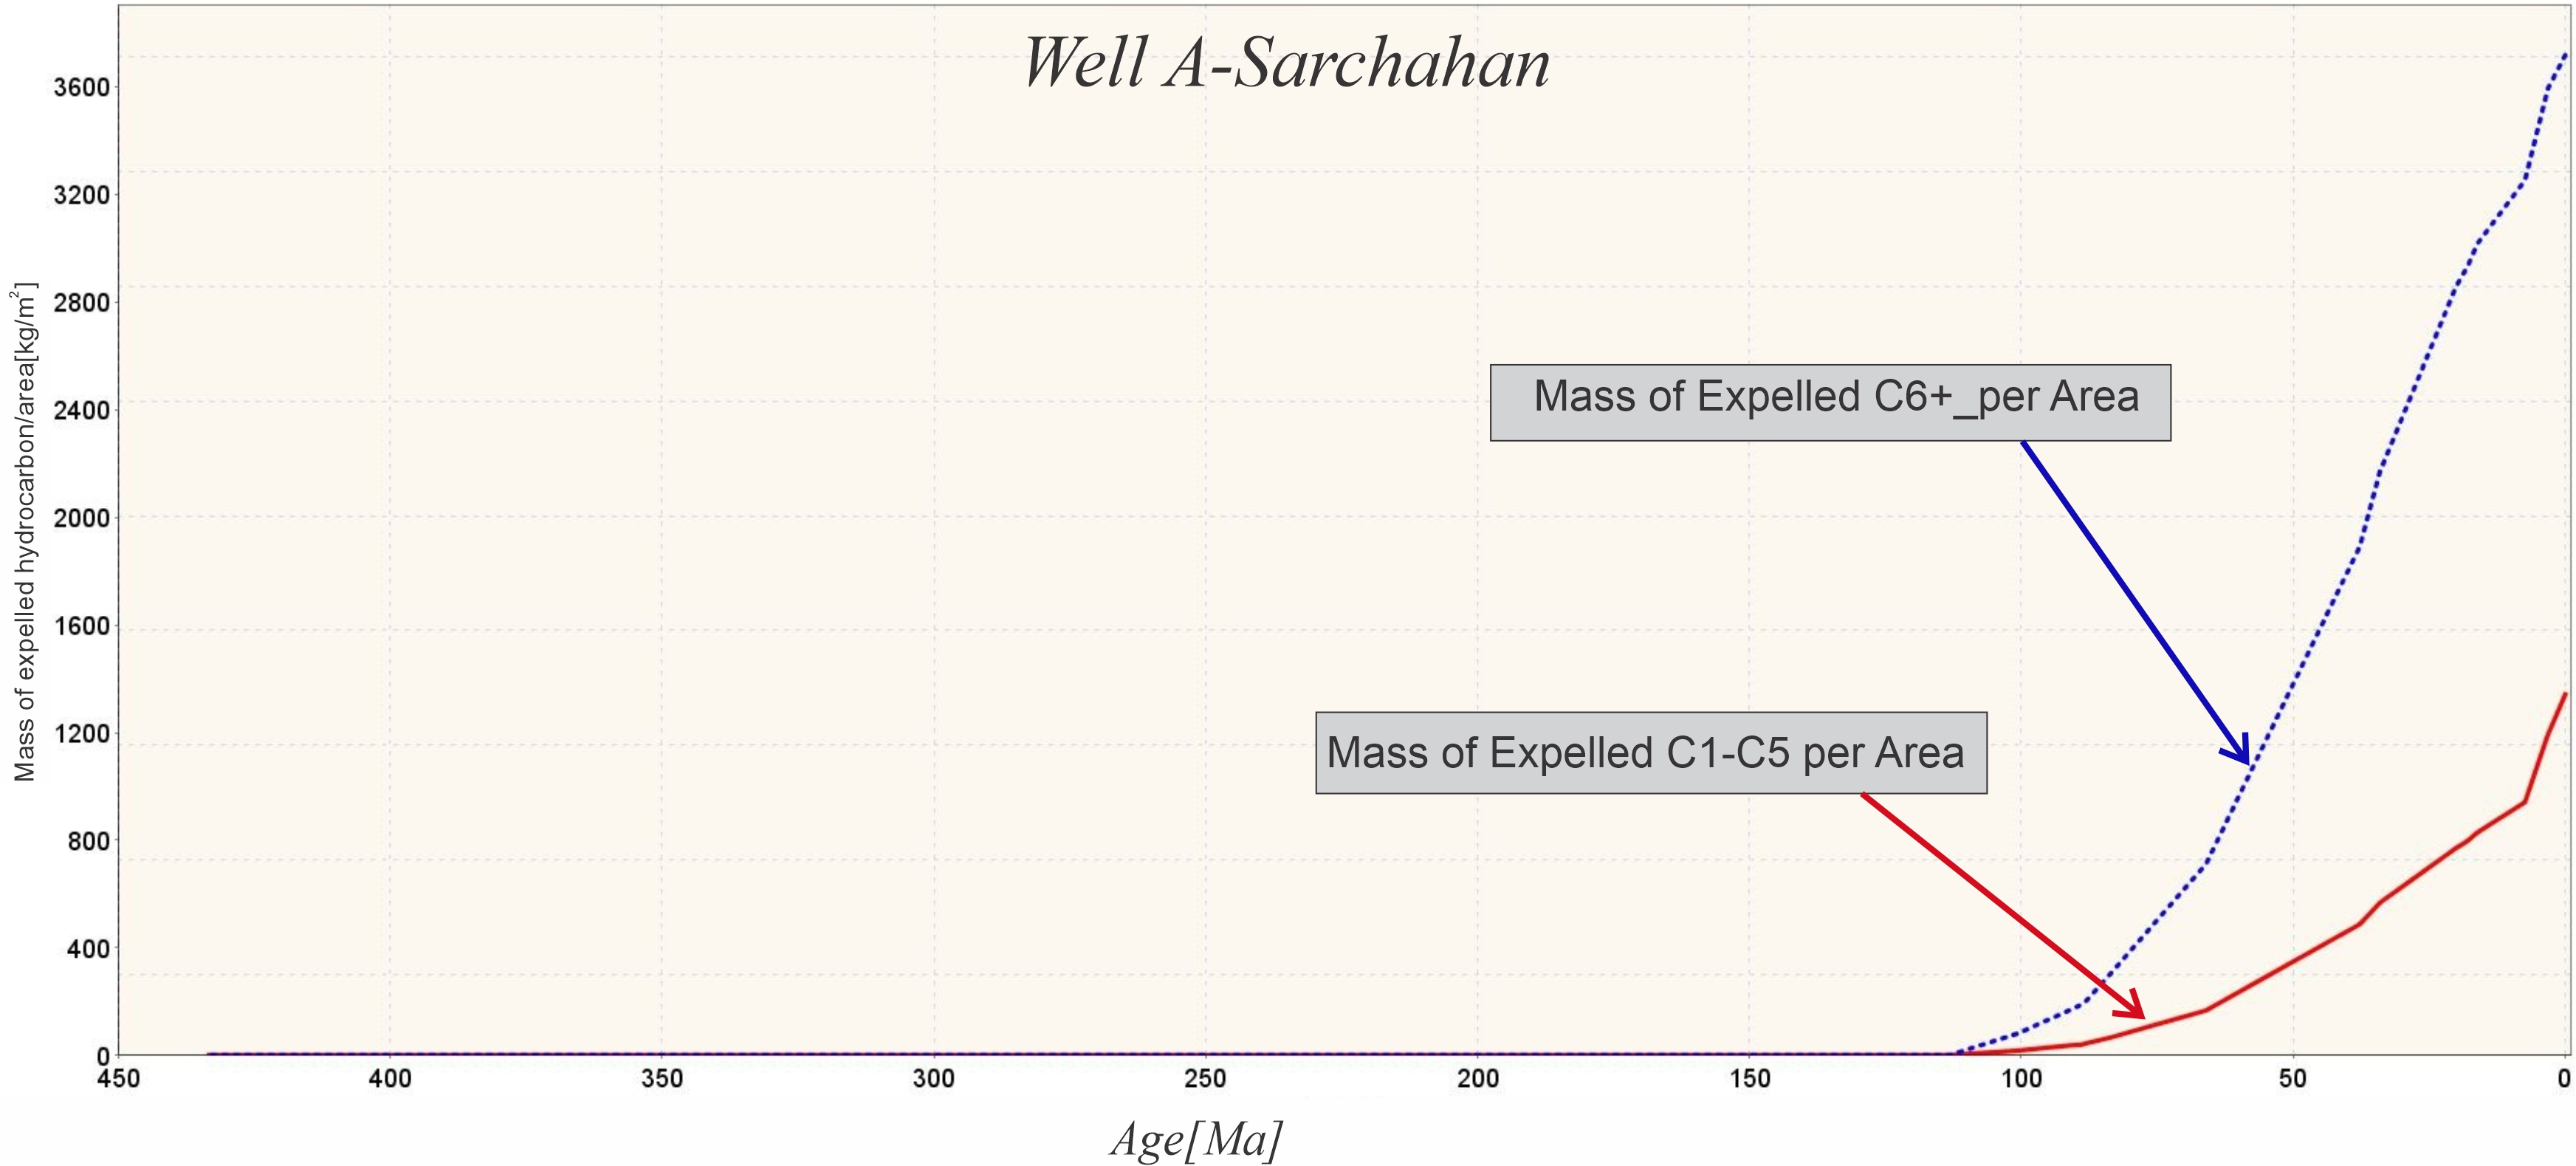 Well A-Sarchahan
Mass of expelled hydrocarbon/area[kg/m²]
3600
3200
2800
2400
2000
1600
1200
800
400
0
Mass of Expelled C6+_per Area
Mass of Expelled C1-C5 per Area
450 400 350 300 250 200 150 100 50 0
Age[Ma]